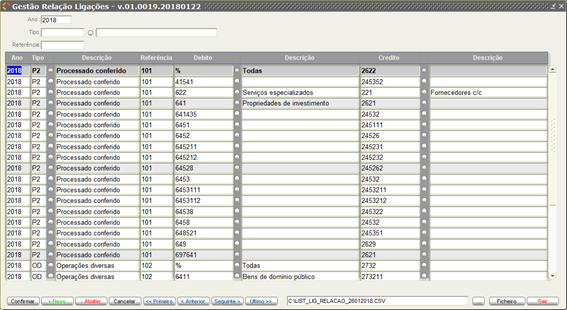 Gestão Relação Ligações - v.01.0019.20180122
Ano 2018
Tipo
Referência
Ano Tipo Descrição Referência Debito Descrição Credito Descrição
2018 P2 Processado conferido 101 % Todas 2622
2018 P2 Processado conferido 101 41541 245352
2018 P2 Processado conferido 101 622 Serviços especializados 221 Fornecedores c/c
2018 P2 Processado conferido 101 641 Propriedades de investimento 2621
2018 P2 Processado conferido 101 641435 24532
2018 P2 Processado conferido 101 6451 245111
2018 P2 Processado conferido 101 6452 24526
2018 P2 Processado conferido 101 645211 245231
2018 P2 Processado conferido 101 645212 245232
2018 P2 Processado conferido 101 64528 245262
2018 P2 Processado conferido 101 6453 24532
2018 P2 Processado conferido 101 6453111 2453211
2018 P2 Processado conferido 101 6453112 2453212
2018 P2 Processado conferido 101 64538 245322
2018 P2 Processado conferido 101 6458 24532
2018 P2 Processado conferido 101 648521 245351
2018 P2 Processado conferido 101 649 2629
2018 P2 Processado conferido 101 697641 2621
2018 OD Operações diversas 102 % Todas 2732
2018 OD Operações diversas 102 6411 Bens de domínio público 273211
Confirmar + Novo - Abater Cancelar << Primeiro < Anterior Seguinte > Último >> C:\LIST_LIG_RELACAO_26012018.CSV ... Ficheiro Sair